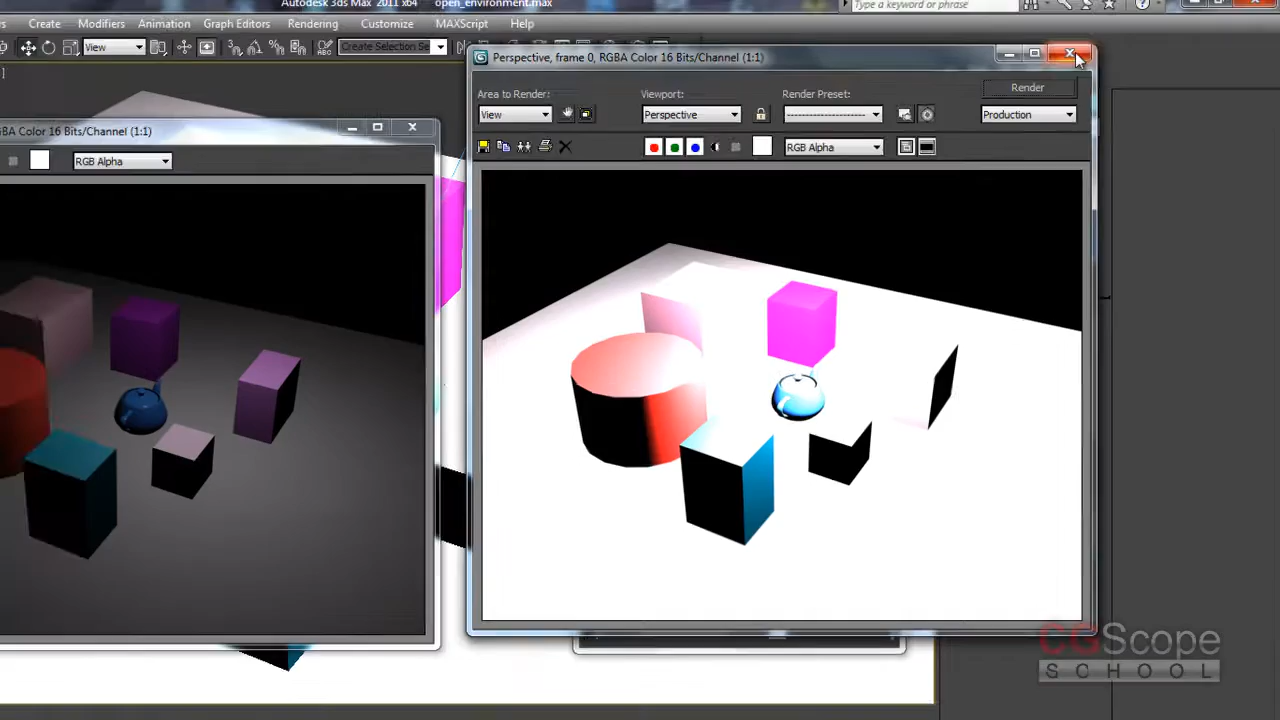 Autodesk 3ds Max 2011 x64 open_environment.max
Type a keyword or phrase
Create Modifiers Animation Graph Editors Rendering Customize MAXScript Help
View
Create Selection Se
Perspective, frame 0, RGBA Color 16 Bits/Channel (1:1)
Area to Render: Viewport: Render Preset: Render
View Perspective Production
RGB Alpha
BA Color 16 Bits/Channel (1:1)
RGB Alpha
CGScope
SCHOOL